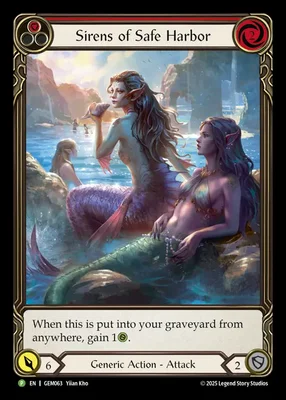 Sirens of Safe Harbor
When this is put into your graveyard from
anywhere, gain 1
6
Generic Action - Attack
2
P EN | GEM063 Yiian Kho
© 2025 Legend Story Studios